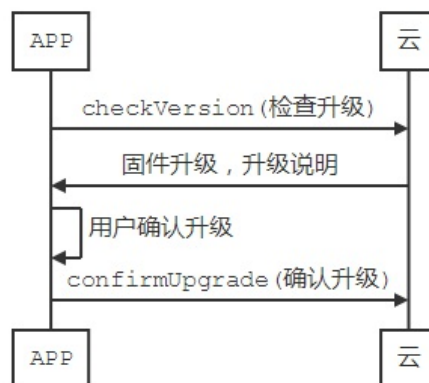 APP
云
checkVersion(检查升级)
固件升级，升级说明
用户确认升级
confirmUpgrade(确认升级)
APP
云